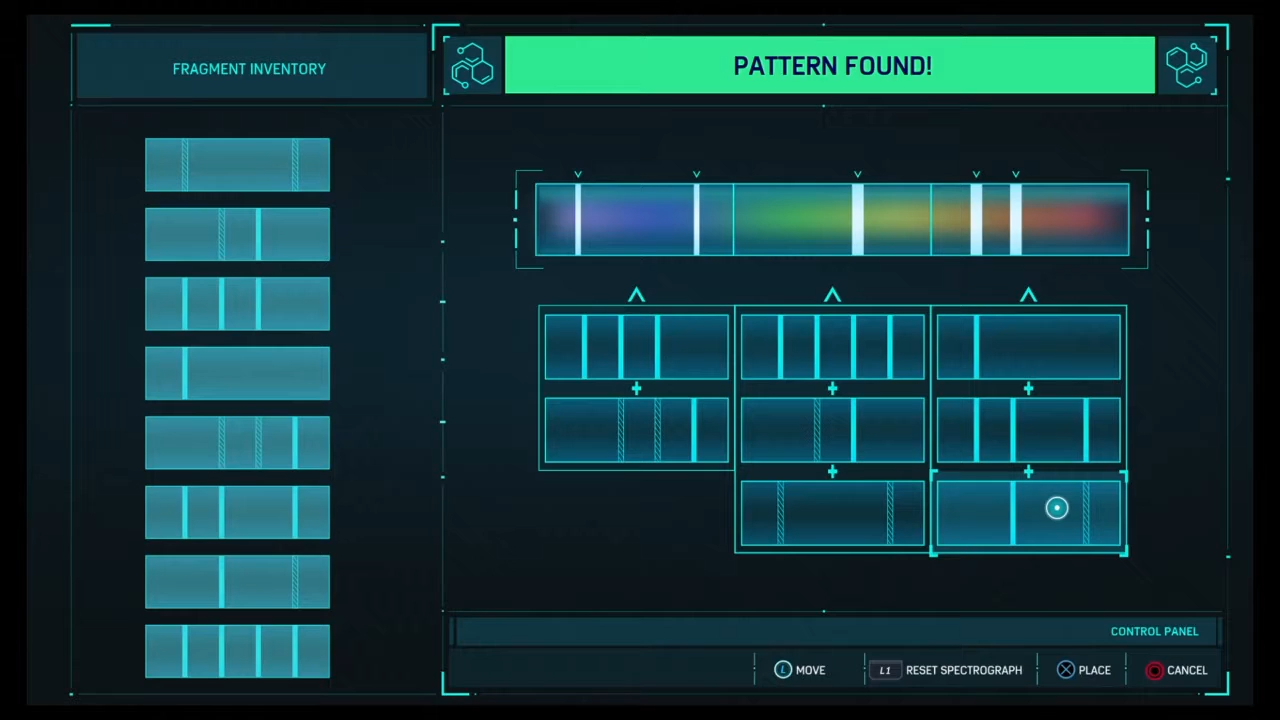 FRAGMENT INVENTORY
PATTERN FOUND!
CONTROL PANEL
L MOVE
L1 RESET SPECTROGRAPH
PLACE
CANCEL